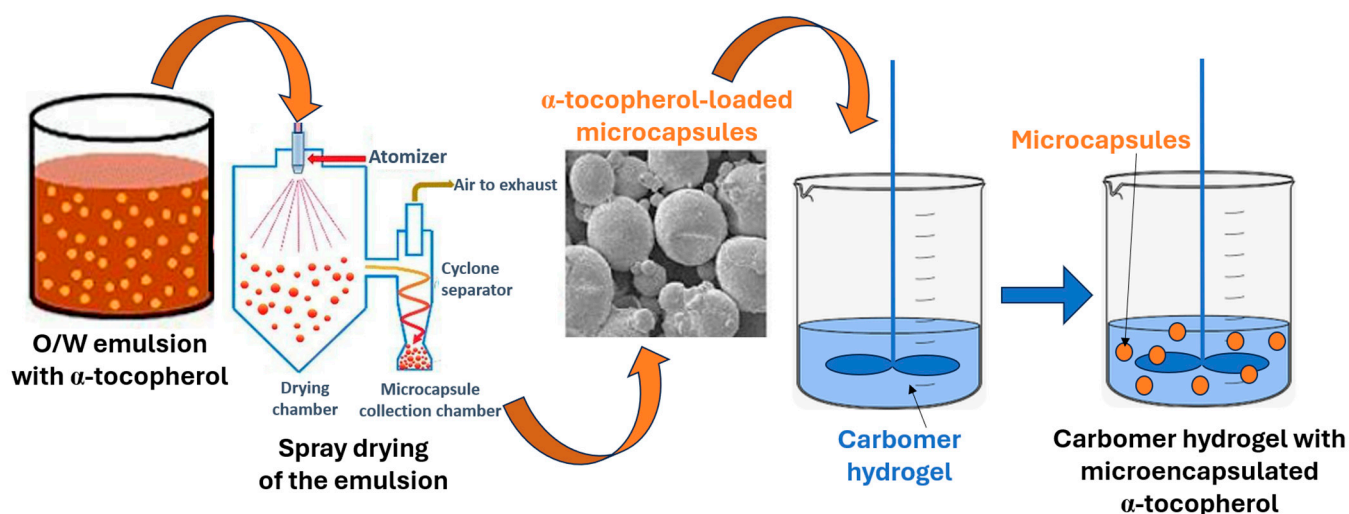 O/W emulsion
with α-tocopherol
Atomizer
Air to exhaust
Cyclone
separator
Drying
chamber
Microcapsule
collection chamber
Spray drying
of the emulsion
α-tocopherol-loaded
microcapsules
Carbomer
hydrogel
Microcapsules
Carbomer hydrogel with
microencapsulated
α-tocopherol